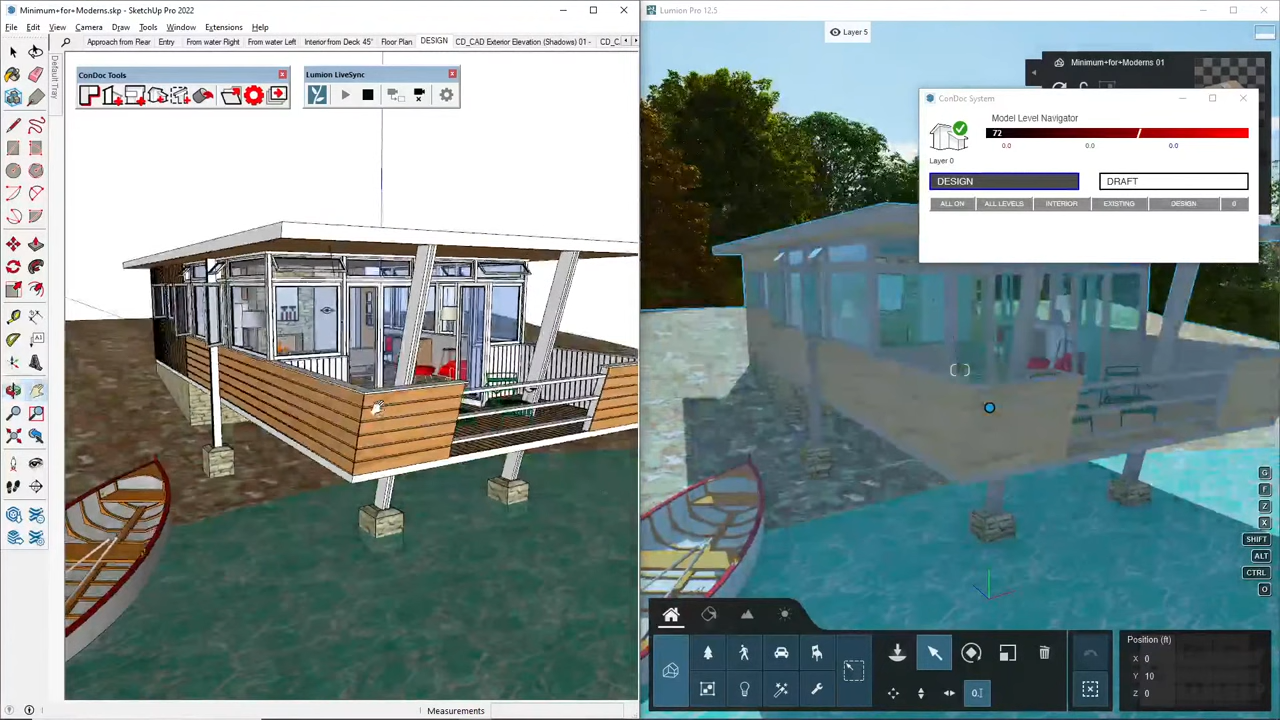 Minimum+for+Moderns.skp - SketchUp Pro 2022
File Edit View Camera Draw Tools Window Extensions Help
Approach from Rear Entry From water Right From water Left Interior from Deck 45° Floor Plan DESIGN CD_CAD Exterior Elevation (Shadows) 01 - CD_C
Default Tray
ConDoc Tools
Lumion LiveSync
A1
Measurements
Lumion Pro 12.5
Layer 5
Minimum+for+Moderns 01
ConDoc System
Model Level Navigator
72
0.0 0.0 0.0
Layer 0
DESIGN DRAFT
ALL ON ALL LEVELS INTERIOR EXISTING DESIGN 0
G
F
Z
X
SHIFT
ALT
CTRL
O
Position (ft)
X 0
Y 10
Z 0